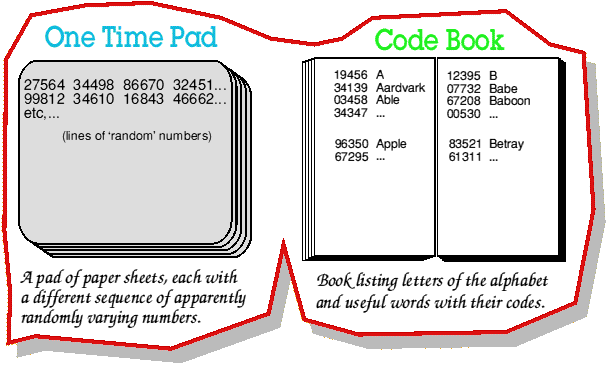 One Time Pad
27564 34498 86670 32451...
99812 34610 16843 46662...
etc,...
(lines of 'random' numbers)
A pad of paper sheets, each with
a different sequence of apparently
randomly varying numbers.
Code Book
19456 A
34139 Aardvark
03458 Able
34347 ...
96350 Apple
67295 ...
12395 B
07732 Babe
67208 Baboon
00530 ...
83521 Betray
61311 ...
Book listing letters of the alphabet
and useful words with their codes.